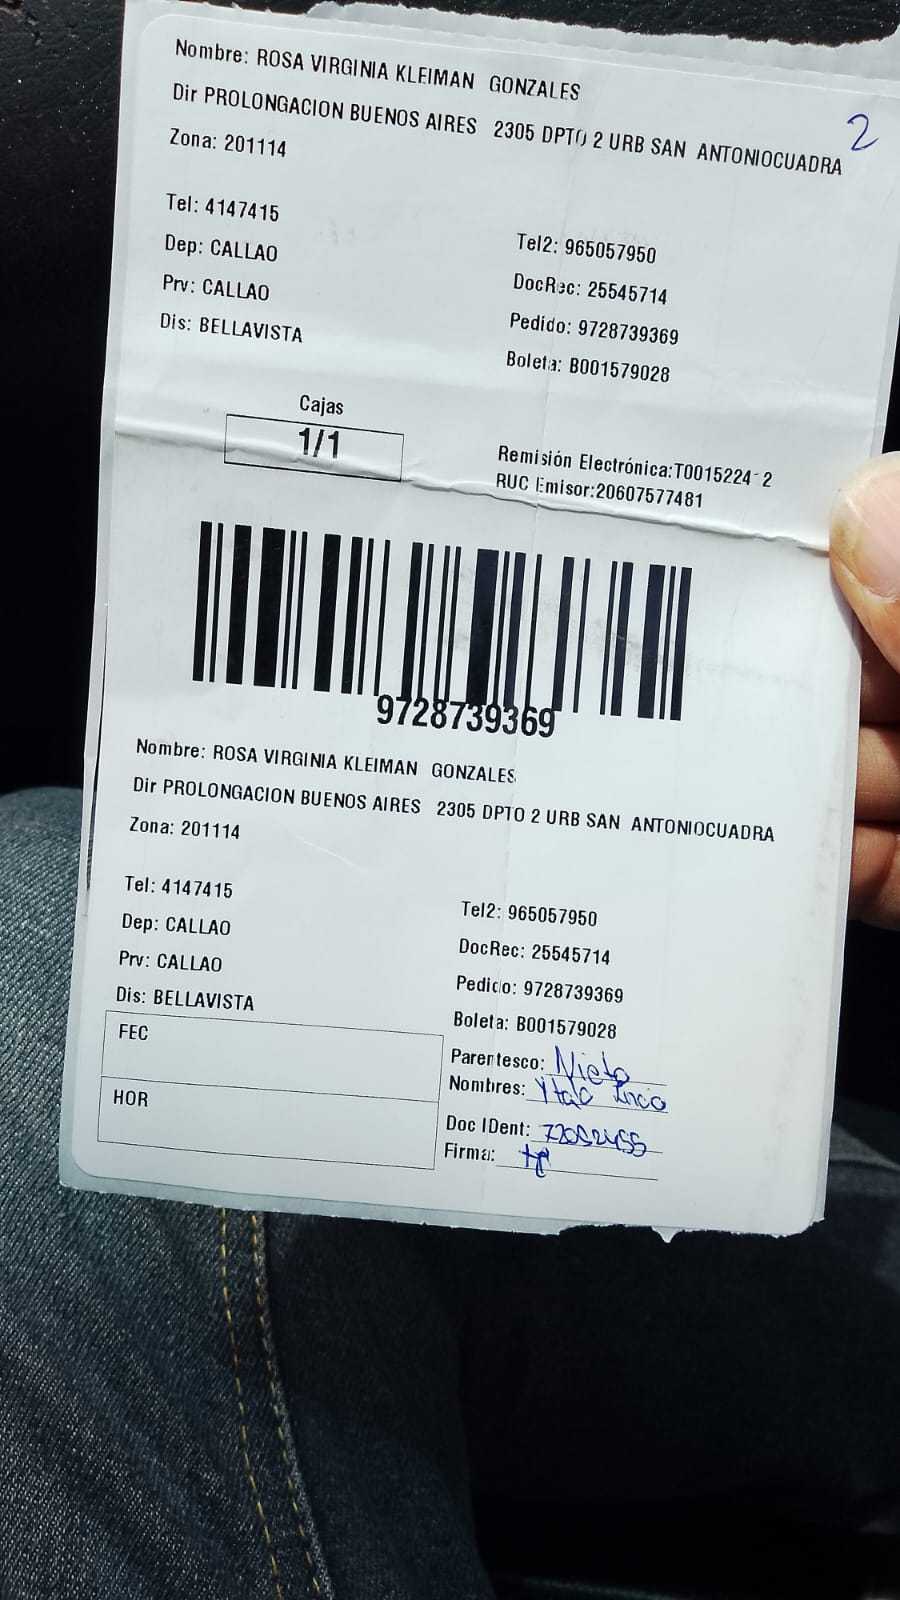 Nombre: ROSA VIRGINIA KLEIMAN GONZALES
Dir PROLONGACION BUENOS AIRES 2305 DPTO 2 URB SAN ANTONIOCUADRA
2
Zona: 201114
Tel: 4147415
Tel2: 965057950
Dep: CALLAO
DocRec: 25545714
Prv: CALLAO
Pedido: 9728739369
Dis: BELLAVISTA
Boleta: B001579028
Cajas
1/1
Remisión Electrónica:
RUC Emisor:20607577481
9728739369
Nombre: ROSA VIRGINIA KLEIMAN GONZALES
Dir PROLONGACION BUENOS AIRES 2305 DPTO 2 URB SAN ANTONIOCUADRA
Zona: 201114
Tel: 4147415
Tel2: 965057950
Dep: CALLAO
DocRec: 25545714
Prv: CALLAO
Pedido: 9728739369
Dis: BELLAVISTA
Boleta: B001579028
FEC
Parentesco: Nieto
Nombres: Ytalo
HOR
Doc IDent:
Firma: